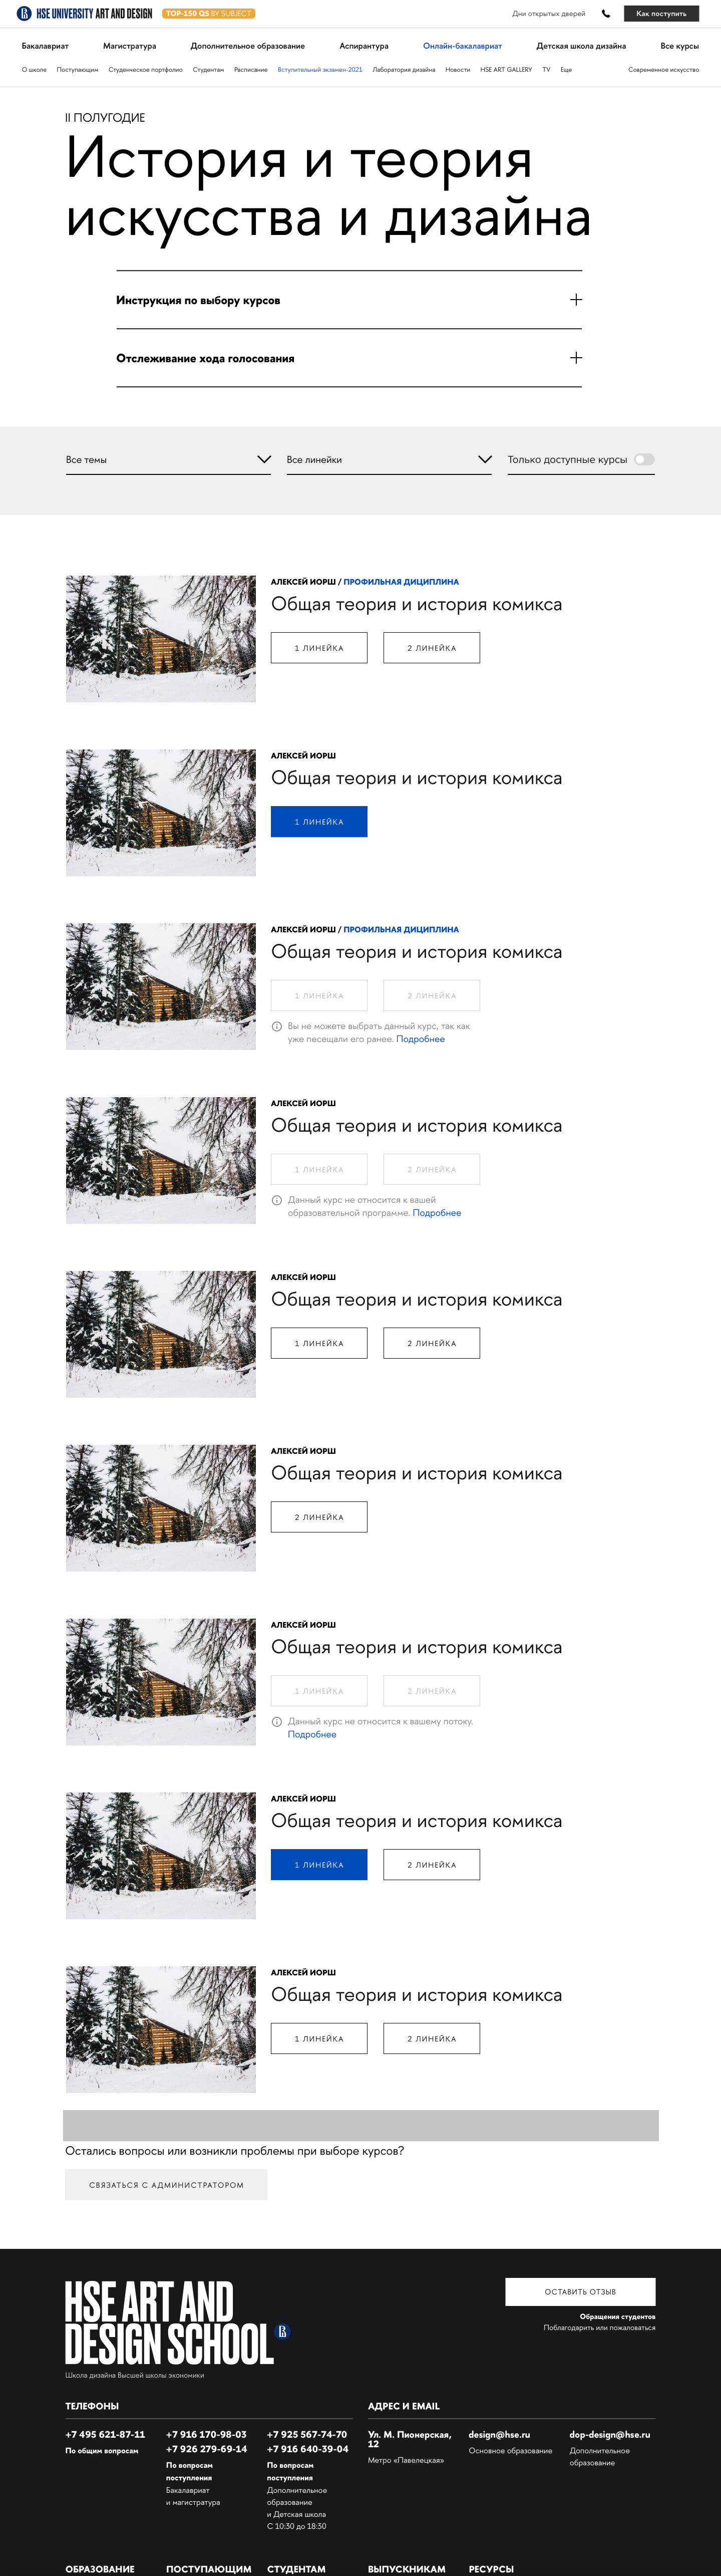 HSE UNIVERSITY ART AND DESIGN
TOP-150 QS BY SUBJECT
Дни открытых дверей
Как поступить
Бакалавриат
Магистратура
Дополнительное образование
Аспирантура
Онлайн-бакалавриат
Детская школа дизайна
Все курсы
О школе
Поступающим
Студенческое портфолио
Студентам
Расписание
Вступительный экзамен-2021
Лаборатория дизайна
Новости
HSE ART GALLERY
TV
Еще
Современное искусство
II ПОЛУГОДИЕ
История и теория
искусства и дизайна
Инструкция по выбору курсов
Отслеживание хода голосования
Все темы
Все линейки
Только доступные курсы
АЛЕКСЕЙ ИОРШ / ПРОФИЛЬНАЯ ДИЦИПЛИНА
Общая теория и история комикса
1 ЛИНЕЙКА
2 ЛИНЕЙКА
АЛЕКСЕЙ ИОРШ
Общая теория и история комикса
1 ЛИНЕЙКА
АЛЕКСЕЙ ИОРШ / ПРОФИЛЬНАЯ ДИЦИПЛИНА
Общая теория и история комикса
1 ЛИНЕЙКА
2 ЛИНЕЙКА
Вы не можете выбрать данный курс, так как
уже песещали его ранее. Подробнее
АЛЕКСЕЙ ИОРШ
Общая теория и история комикса
1 ЛИНЕЙКА
2 ЛИНЕЙКА
Данный курс не относится к вашей
образовательной программе. Подробнее
АЛЕКСЕЙ ИОРШ
Общая теория и история комикса
1 ЛИНЕЙКА
2 ЛИНЕЙКА
АЛЕКСЕЙ ИОРШ
Общая теория и история комикса
2 ЛИНЕЙКА
АЛЕКСЕЙ ИОРШ
Общая теория и история комикса
1 ЛИНЕЙКА
2 ЛИНЕЙКА
Данный курс не относится к вашему потоку.
Подробнее
АЛЕКСЕЙ ИОРШ
Общая теория и история комикса
1 ЛИНЕЙКА
2 ЛИНЕЙКА
АЛЕКСЕЙ ИОРШ
Общая теория и история комикса
1 ЛИНЕЙКА
2 ЛИНЕЙКА
Остались вопросы или возникли проблемы при выборе курсов?
СВЯЗАТЬСЯ С АДМИНИСТРАТОРОМ
HSE ART AND
DESIGN SCHOOL
Школа дизайна Высшей школы экономики
ОСТАВИТЬ ОТЗЫВ
Обращения студентов
Поблагодарить или пожаловаться
ТЕЛЕФОНЫ
+7 495 621-87-11
По общим вопросам
+7 916 170-98-03
+7 926 279-69-14
По вопросам
поступления
Бакалавриат
и магистратура
+7 925 567-74-70
+7 916 640-39-04
По вопросам
поступления
Дополнительное
образование
и Детская школа
С 10:30 до 18:30
АДРЕС И EMAIL
Ул. М. Пионерская,
12
Метро «Павелецкая»
design@hse.ru
Основное образование
dop-design@hse.ru
Дополнительное
образование
ОБРАЗОВАНИЕ
ПОСТУПАЮЩИМ
СТУДЕНТАМ
ВЫПУСКНИКАМ
РЕСУРСЫ